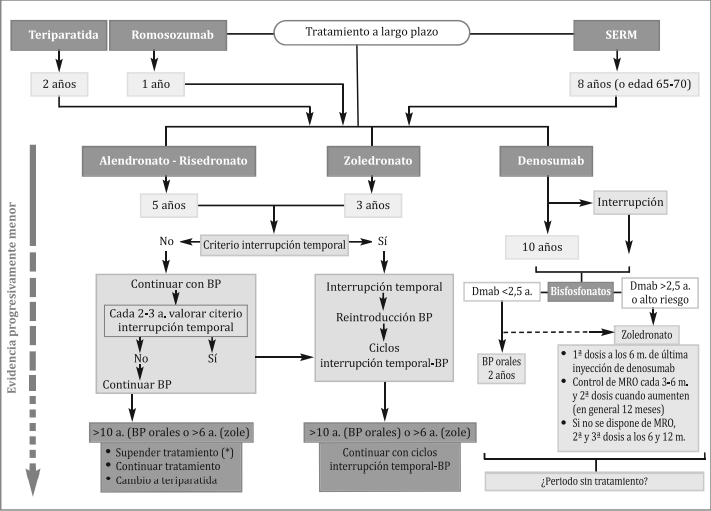 Teriparatida
Romosozumab
Tratamiento a largo plazo
SERM
2 años
1 año
8 años (o edad 65-70)
Alendronato - Risedronato
Zoledronato
Denosumab
5 años
3 años
Interrupción
No
Criterio interrupción temporal
Sí
10 años
Continuar con BP
Cada 2-3 a. valorar criterio
interrupción temporal
No
Sí
Continuar BP
Interrupción temporal
Reintroducción BP
Ciclos
interrupción temporal-BP
Dmab <2,5 a.
Bisfosfonatos
Dmab >2,5 a.
o alto riesgo
Zoledronato
BP orales
2 años
• 1ª dosis a los 6 m. de última
inyección de denosumab
• Control de MRO cada 3-6 m.
y 2ª dosis cuando aumenten
(en general 12 meses)
• Si no se dispone de MRO,
2ª y 3ª dosis a los 6 y 12 m.
>10 a. (BP orales o >6 a. (zole)
• Supender tratamiento (*)
• Continuar tratamiento
• Cambio a teriparatida
>10 a. (BP orales) o >6 a. (zole)
Continuar con ciclos
interrupción temporal-BP
¿Periodo sin tratamiento?
Evidencia progresivamente menor